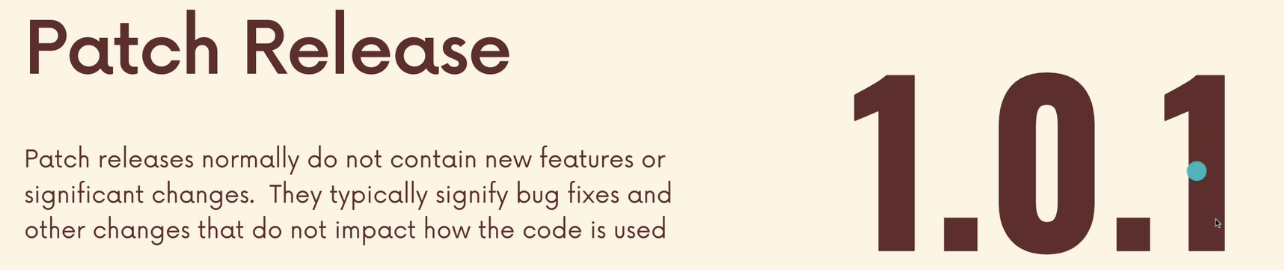 Patch Release
Patch releases normally do not contain new features or
significant changes.  They typically signify bug fixes and
other changes that do not impact how the code is used
1.0.1